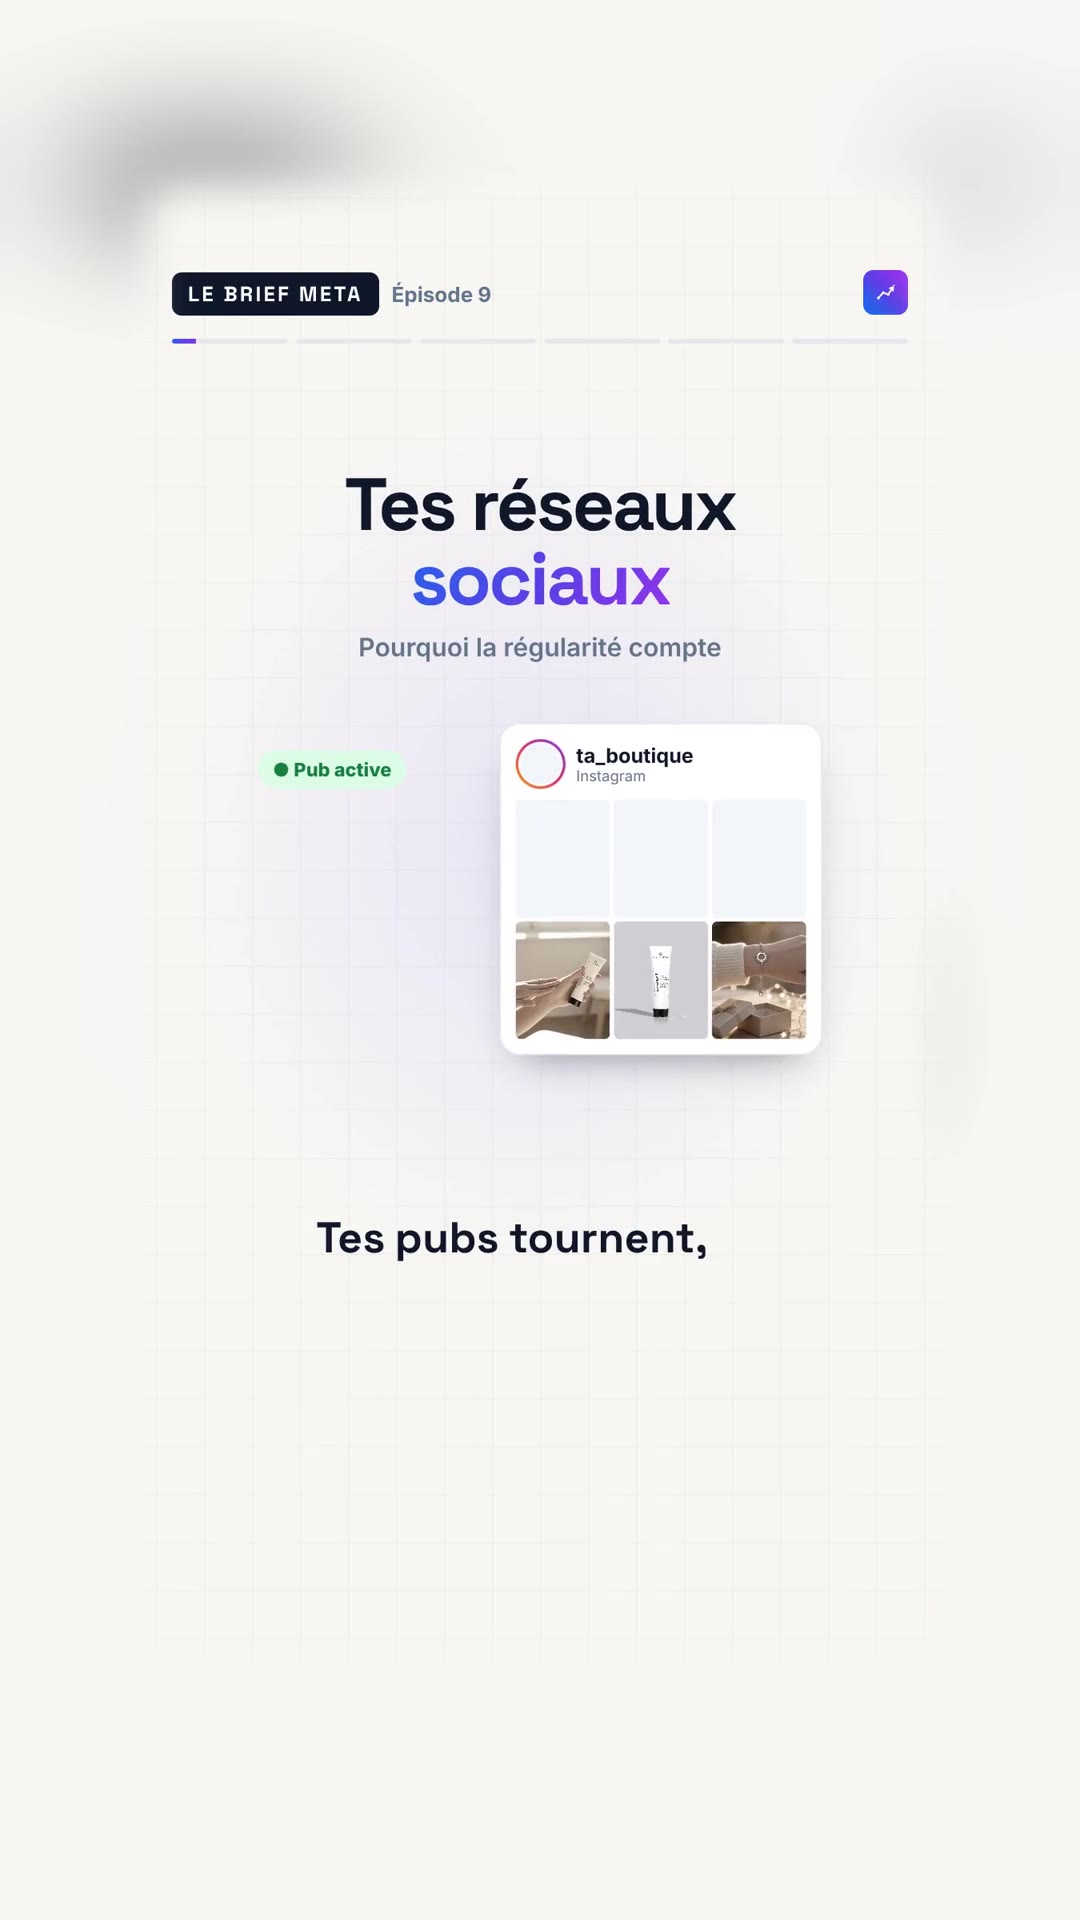 LE BRIEF META
Épisode 9
Tes réseaux
sociaux
Pourquoi la régularité compte
Pub active
ta_boutique
Instagram
Tes pubs tournent,